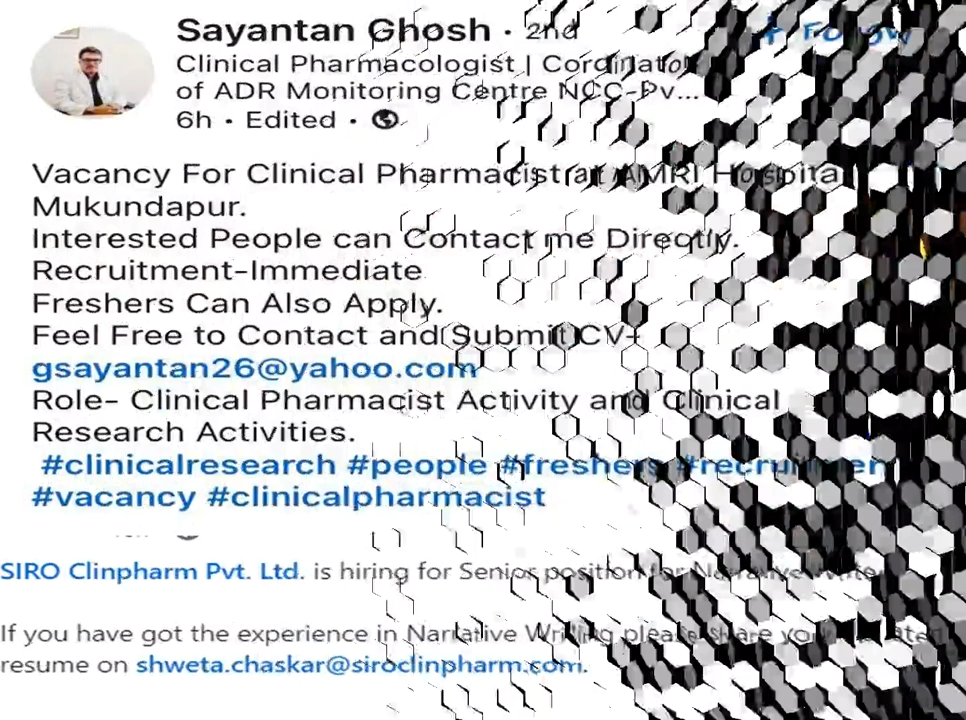 Sayantan Ghosh · 2nd
Follow
Clinical Pharmacologist | Cordinator
of ADR Monitoring Centre NCC-Pv...
6h · Edited ·
Vacancy For Clinical Pharmacist at AMRI Hospital
Mukundapur.
Interested People can Contact me Directly.
Recruitment-Immediate
Freshers Can Also Apply.
Feel Free to Contact and Submit CV-
gsayantan26@yahoo.com
Role- Clinical Pharmacist Activity and Clinical
Research Activities.
#clinicalresearch #people #freshers #recruitment
#vacancy #clinicalpharmacist
SIRO Clinpharm Pvt. Ltd. is hiring for Senior position for Narrative Writer
If you have got the experience in Narrative Writing please share your
resume on shweta.chaskar@siroclinpharm.com.